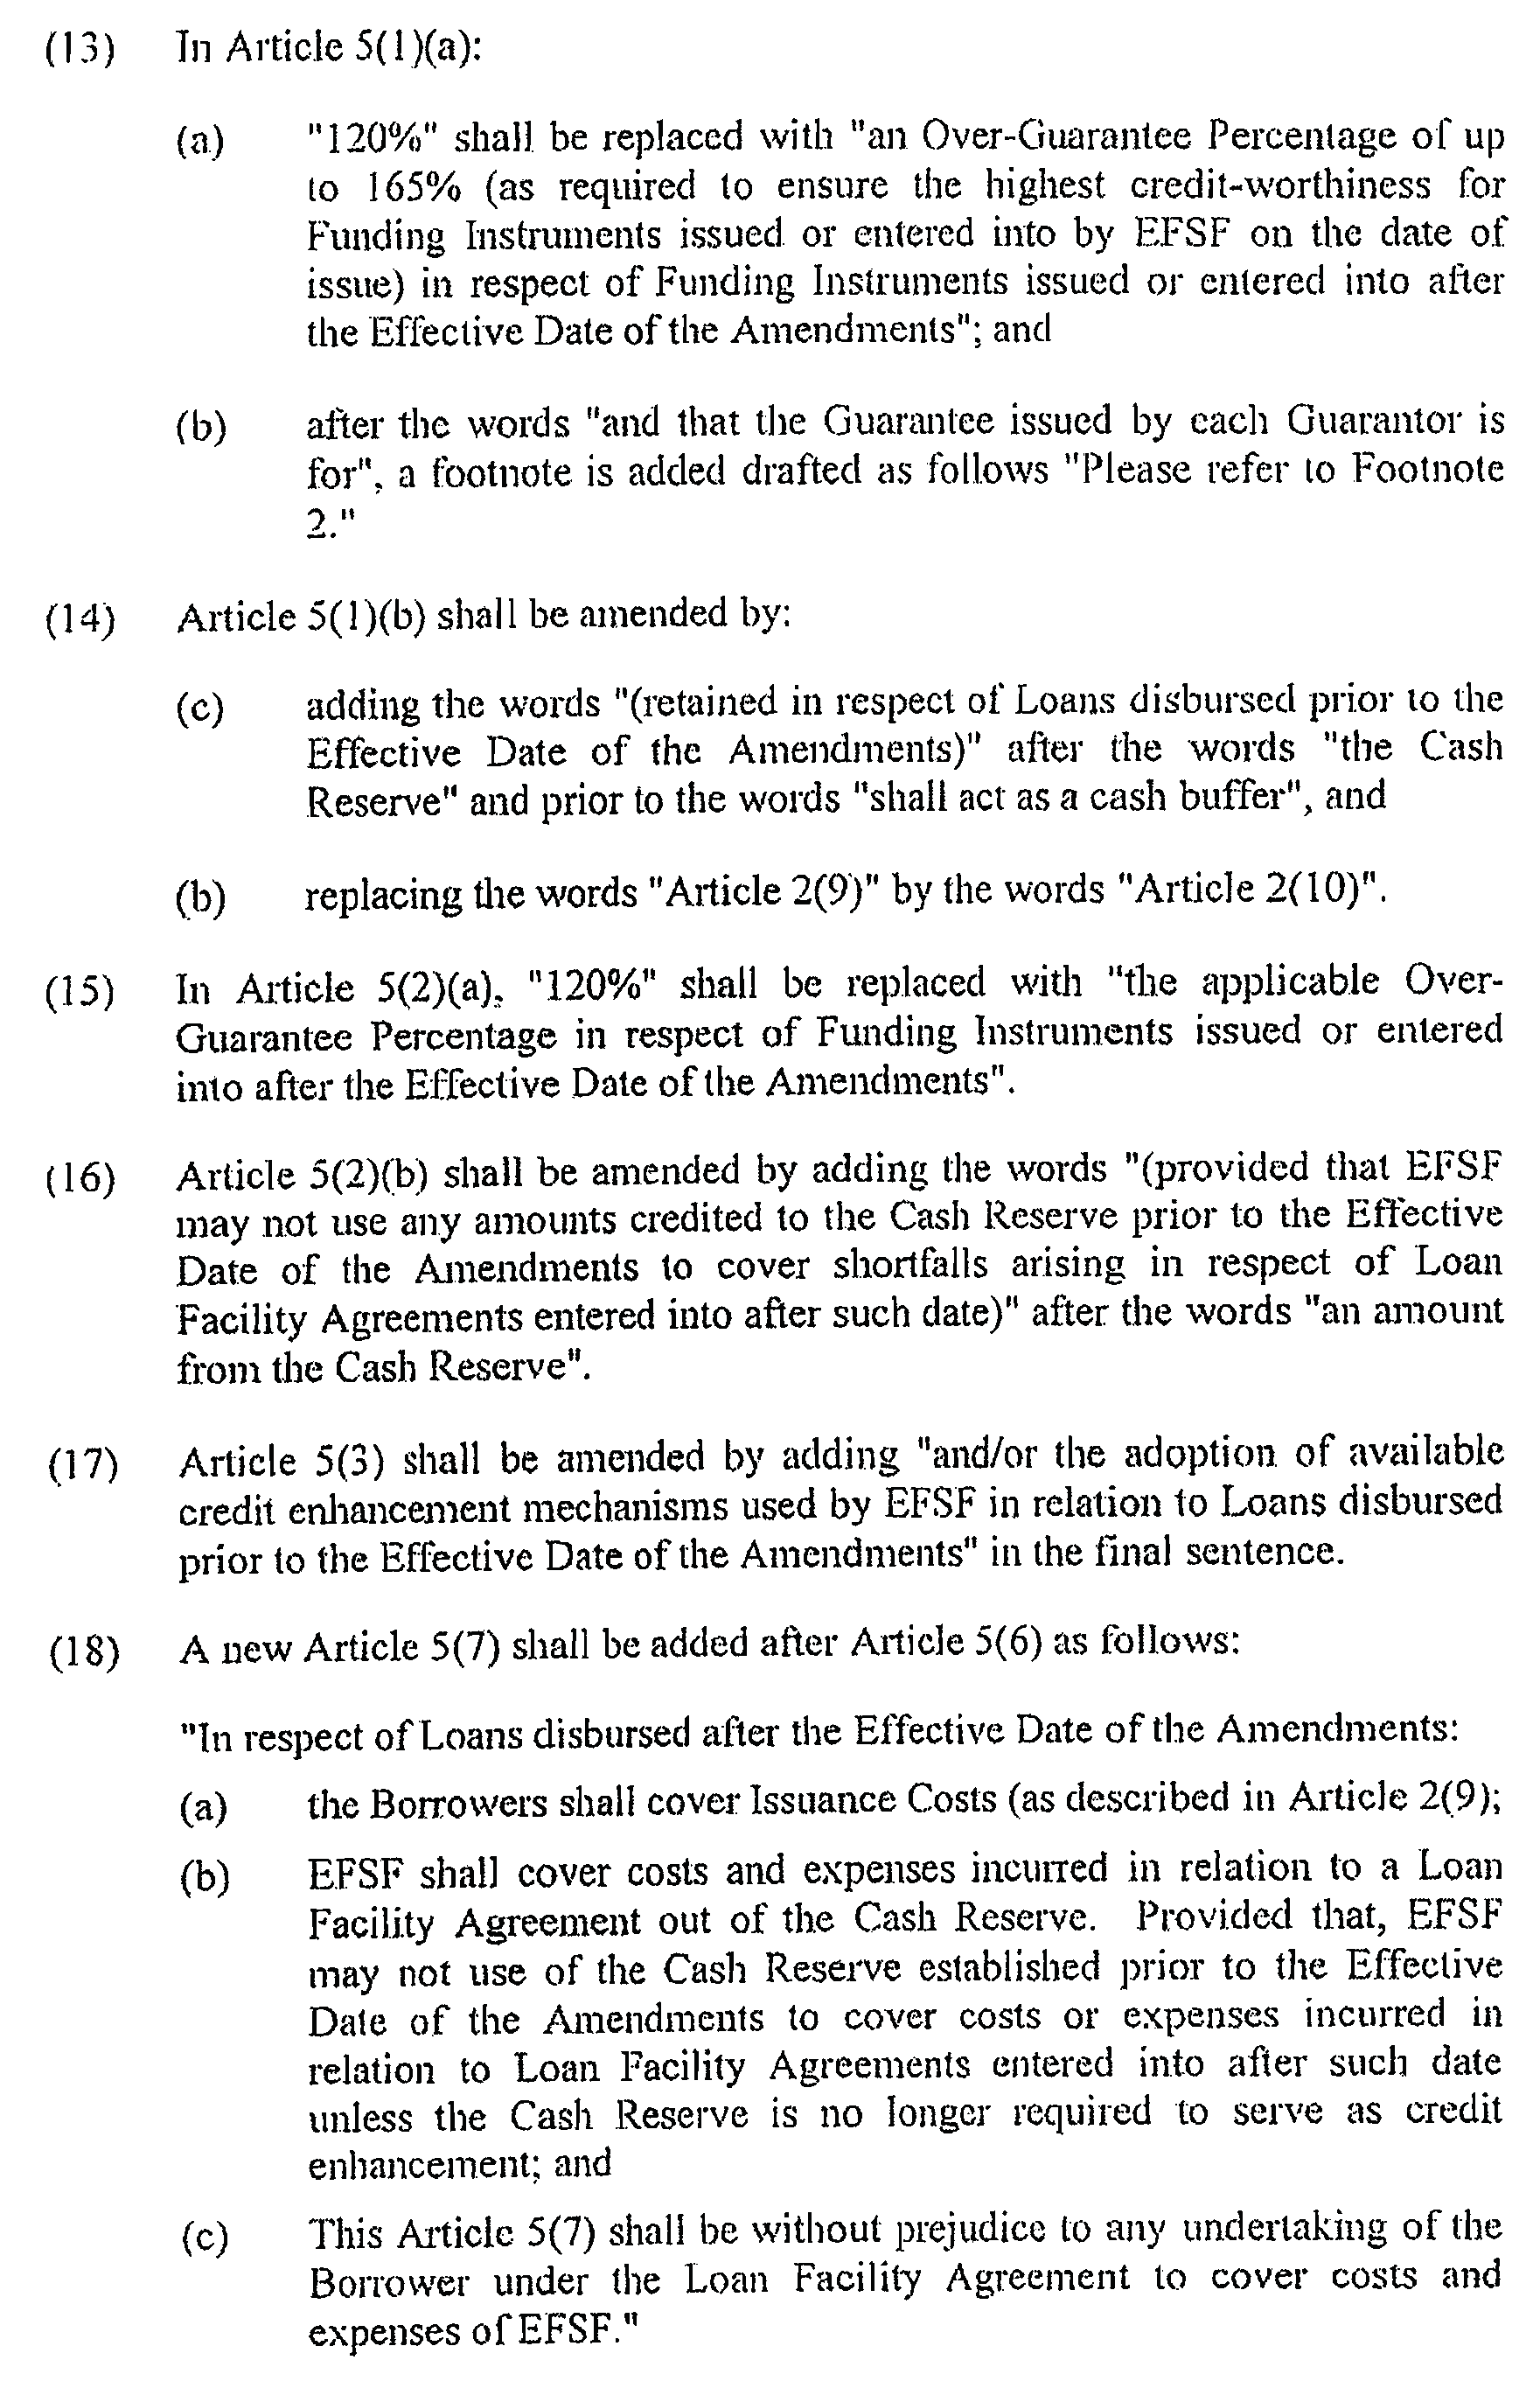 (13) In Article 5(1)(a):
(a) "120%" shall be replaced with "an Over-Guarantee Percentage of up
to 165% (as required to ensure the highest credit-worthiness for
Funding Instruments issued or entered into by EFSF on the date of
issue) in respect of Funding Instruments issued or entered into after
the Effective Date of the Amendments"; and
(b) after the words "and that the Guarantee issued by each Guarantor is
for", a footnote is added drafted as follows "Please refer to Footnote
2."
(14) Article 5(1)(b) shall be amended by:
(c) adding the words "(retained in respect of Loans disbursed prior to the
Effective Date of the Amendments)" after the words "the Cash
Reserve" and prior to the words "shall act as a cash buffer", and
(b) replacing the words "Article 2(9)" by the words "Article 2(10)".
(15) In Article 5(2)(a), "120%" shall be replaced with "the applicable Over-
Guarantee Percentage in respect of Funding Instruments issued or entered
into after the Effective Date of the Amendments".
(16) Article 5(2)(b) shall be amended by adding the words "(provided that EFSF
may not use any amounts credited to the Cash Reserve prior to the Effective
Date of the Amendments to cover shortfalls arising in respect of Loan
Facility Agreements entered into after such date)" after the words "an amount
from the Cash Reserve".
(17) Article 5(3) shall be amended by adding "and/or the adoption of available
credit enhancement mechanisms used by EFSF in relation to Loans disbursed
prior to the Effective Date of the Amendments" in the final sentence.
(18) A new Article 5(7) shall be added after Article 5(6) as follows:
"In respect of Loans disbursed after the Effective Date of the Amendments:
(a) the Borrowers shall cover Issuance Costs (as described in Article 2(9);
(b) EFSF shall cover costs and expenses incurred in relation to a Loan
Facility Agreement out of the Cash Reserve. Provided that, EFSF
may not use of the Cash Reserve established prior to the Effective
Date of the Amendments to cover costs or expenses incurred in
relation to Loan Facility Agreements entered into after such date
unless the Cash Reserve is no longer required to serve as credit
enhancement; and
(c) This Article 5(7) shall be without prejudice to any undertaking of the
Borrower under the Loan Facility Agreement to cover costs and
expenses of EFSF."